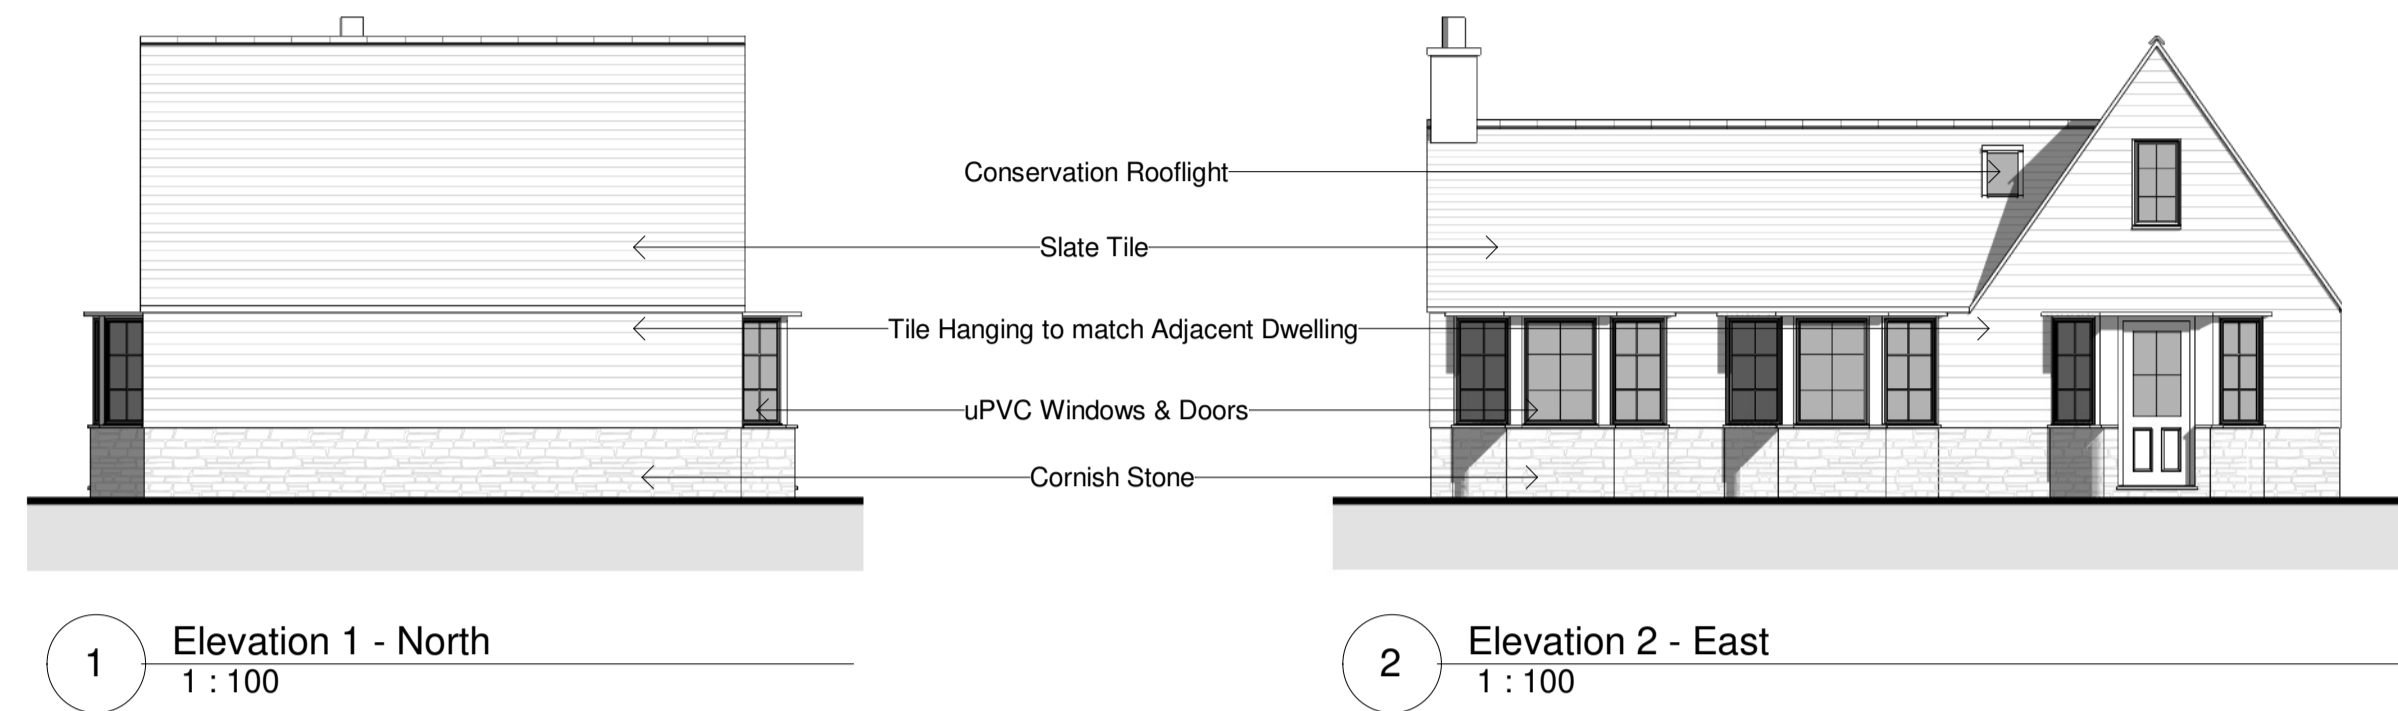 Conservation Rooflight
Slate Tile
Tile Hanging to match Adjacent Dwelling
uPVC Windows & Doors
Cornish Stone
1
Elevation 1 - North
1 : 100
2
Elevation 2 - East
1 : 100